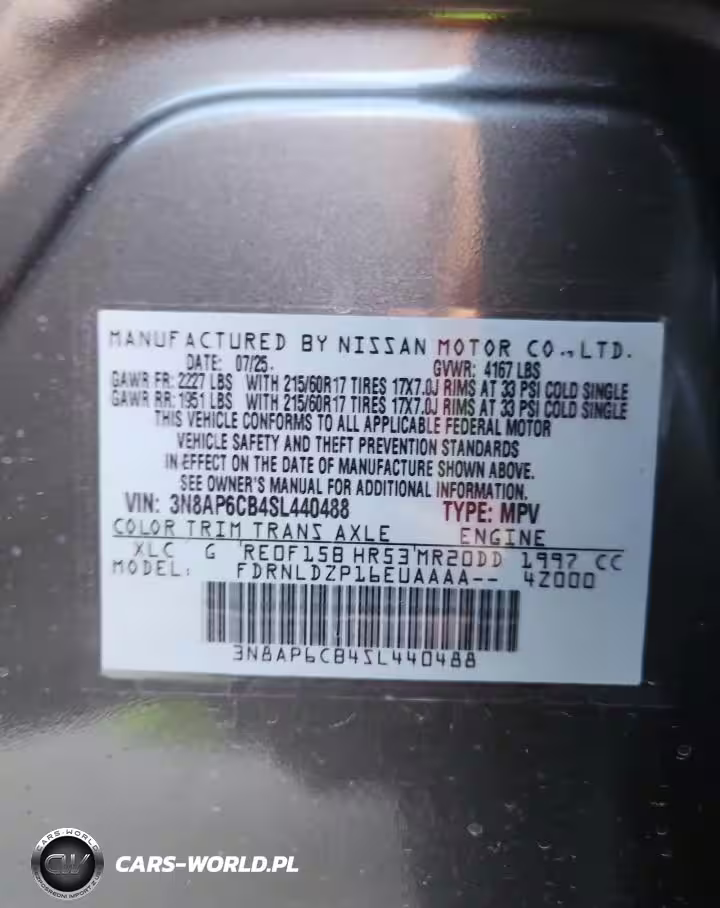 MANUFACTURED BY NISSAN MOTOR CO., LTD.
DATE: 07/25. GVWR: 4167 LBS
GAWR FR: 2227 LBS WITH 215/60R17 TIRES 17X7.0J RIMS AT 33 PSI COLD SINGLE
GAWR RR: 1951 LBS WITH 215/60R17 TIRES 17X7.0J RIMS AT 33 PSI COLD SINGLE
THIS VEHICLE CONFORMS TO ALL APPLICABLE FEDERAL MOTOR
VEHICLE SAFETY AND THEFT PREVENTION STANDARDS
IN EFFECT ON THE DATE OF MANUFACTURE SHOWN ABOVE.
SEE OWNER'S MANUAL FOR ADDITIONAL INFORMATION.
VIN: 3N8AP6CB4SL440488 TYPE: MPV
COLOR TRIM TRANS AXLE ENGINE
XLC G RE0F15B HR53 MR20DD 1997 CC
MODEL: FDRNLDZP16EUAAAA-- 4Z000
3N8AP6CB4SL440488
CARS-WORLD
CW
CARS-WORLD.PL